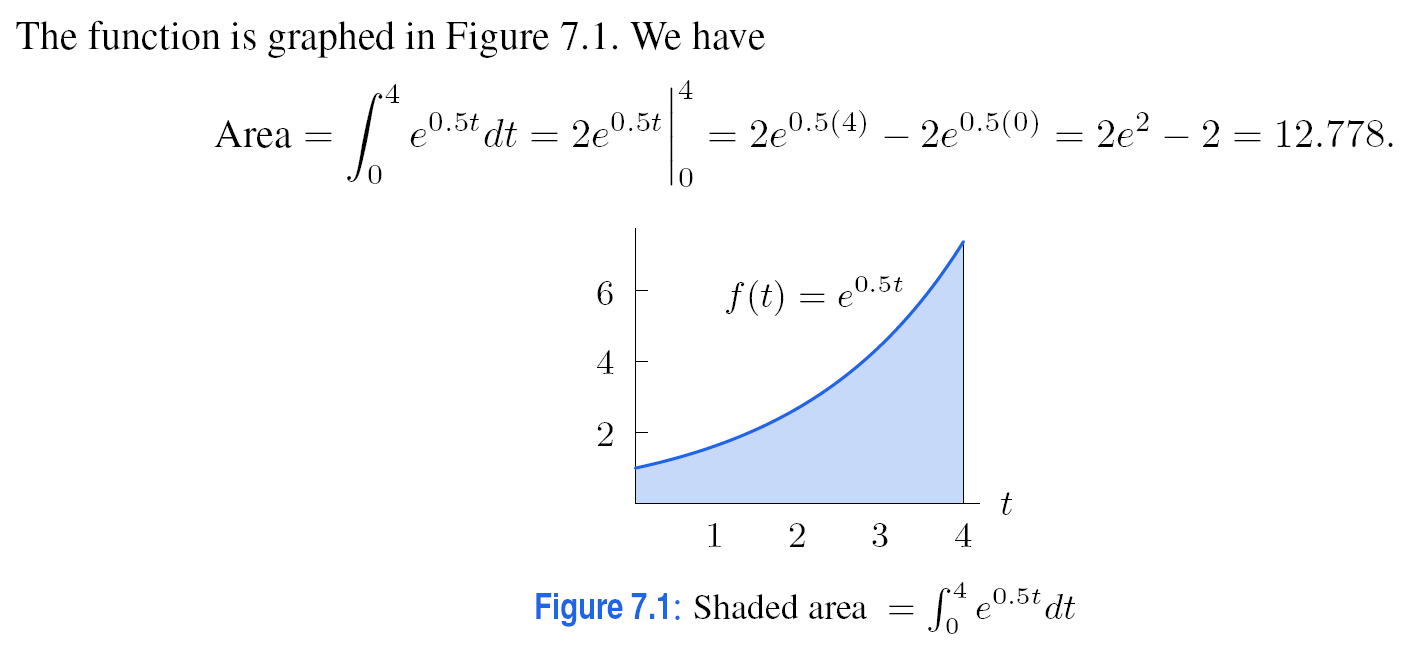 The function is graphed in Figure 7.1. We have
Area = ∫₀⁴ e^{0.5t} dt = 2e^{0.5t} |₀⁴ = 2e^{0.5(4)} − 2e^{0.5(0)} = 2e² − 2 = 12.778.
f(t) = e^{0.5t}
6
4
2
t
1 2 3 4
Figure 7.1: Shaded area = ∫₀⁴ e^{0.5t} dt